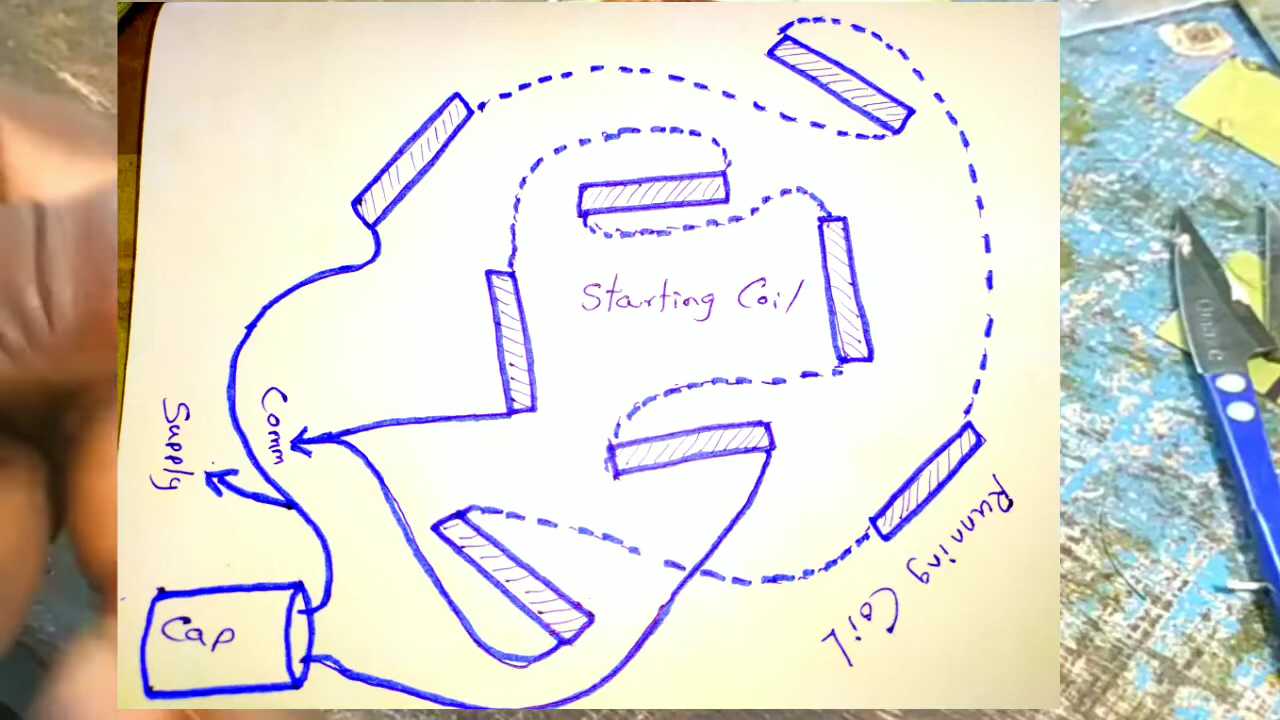 Starting Coil
Comm
Supply
Running Coil
Cap